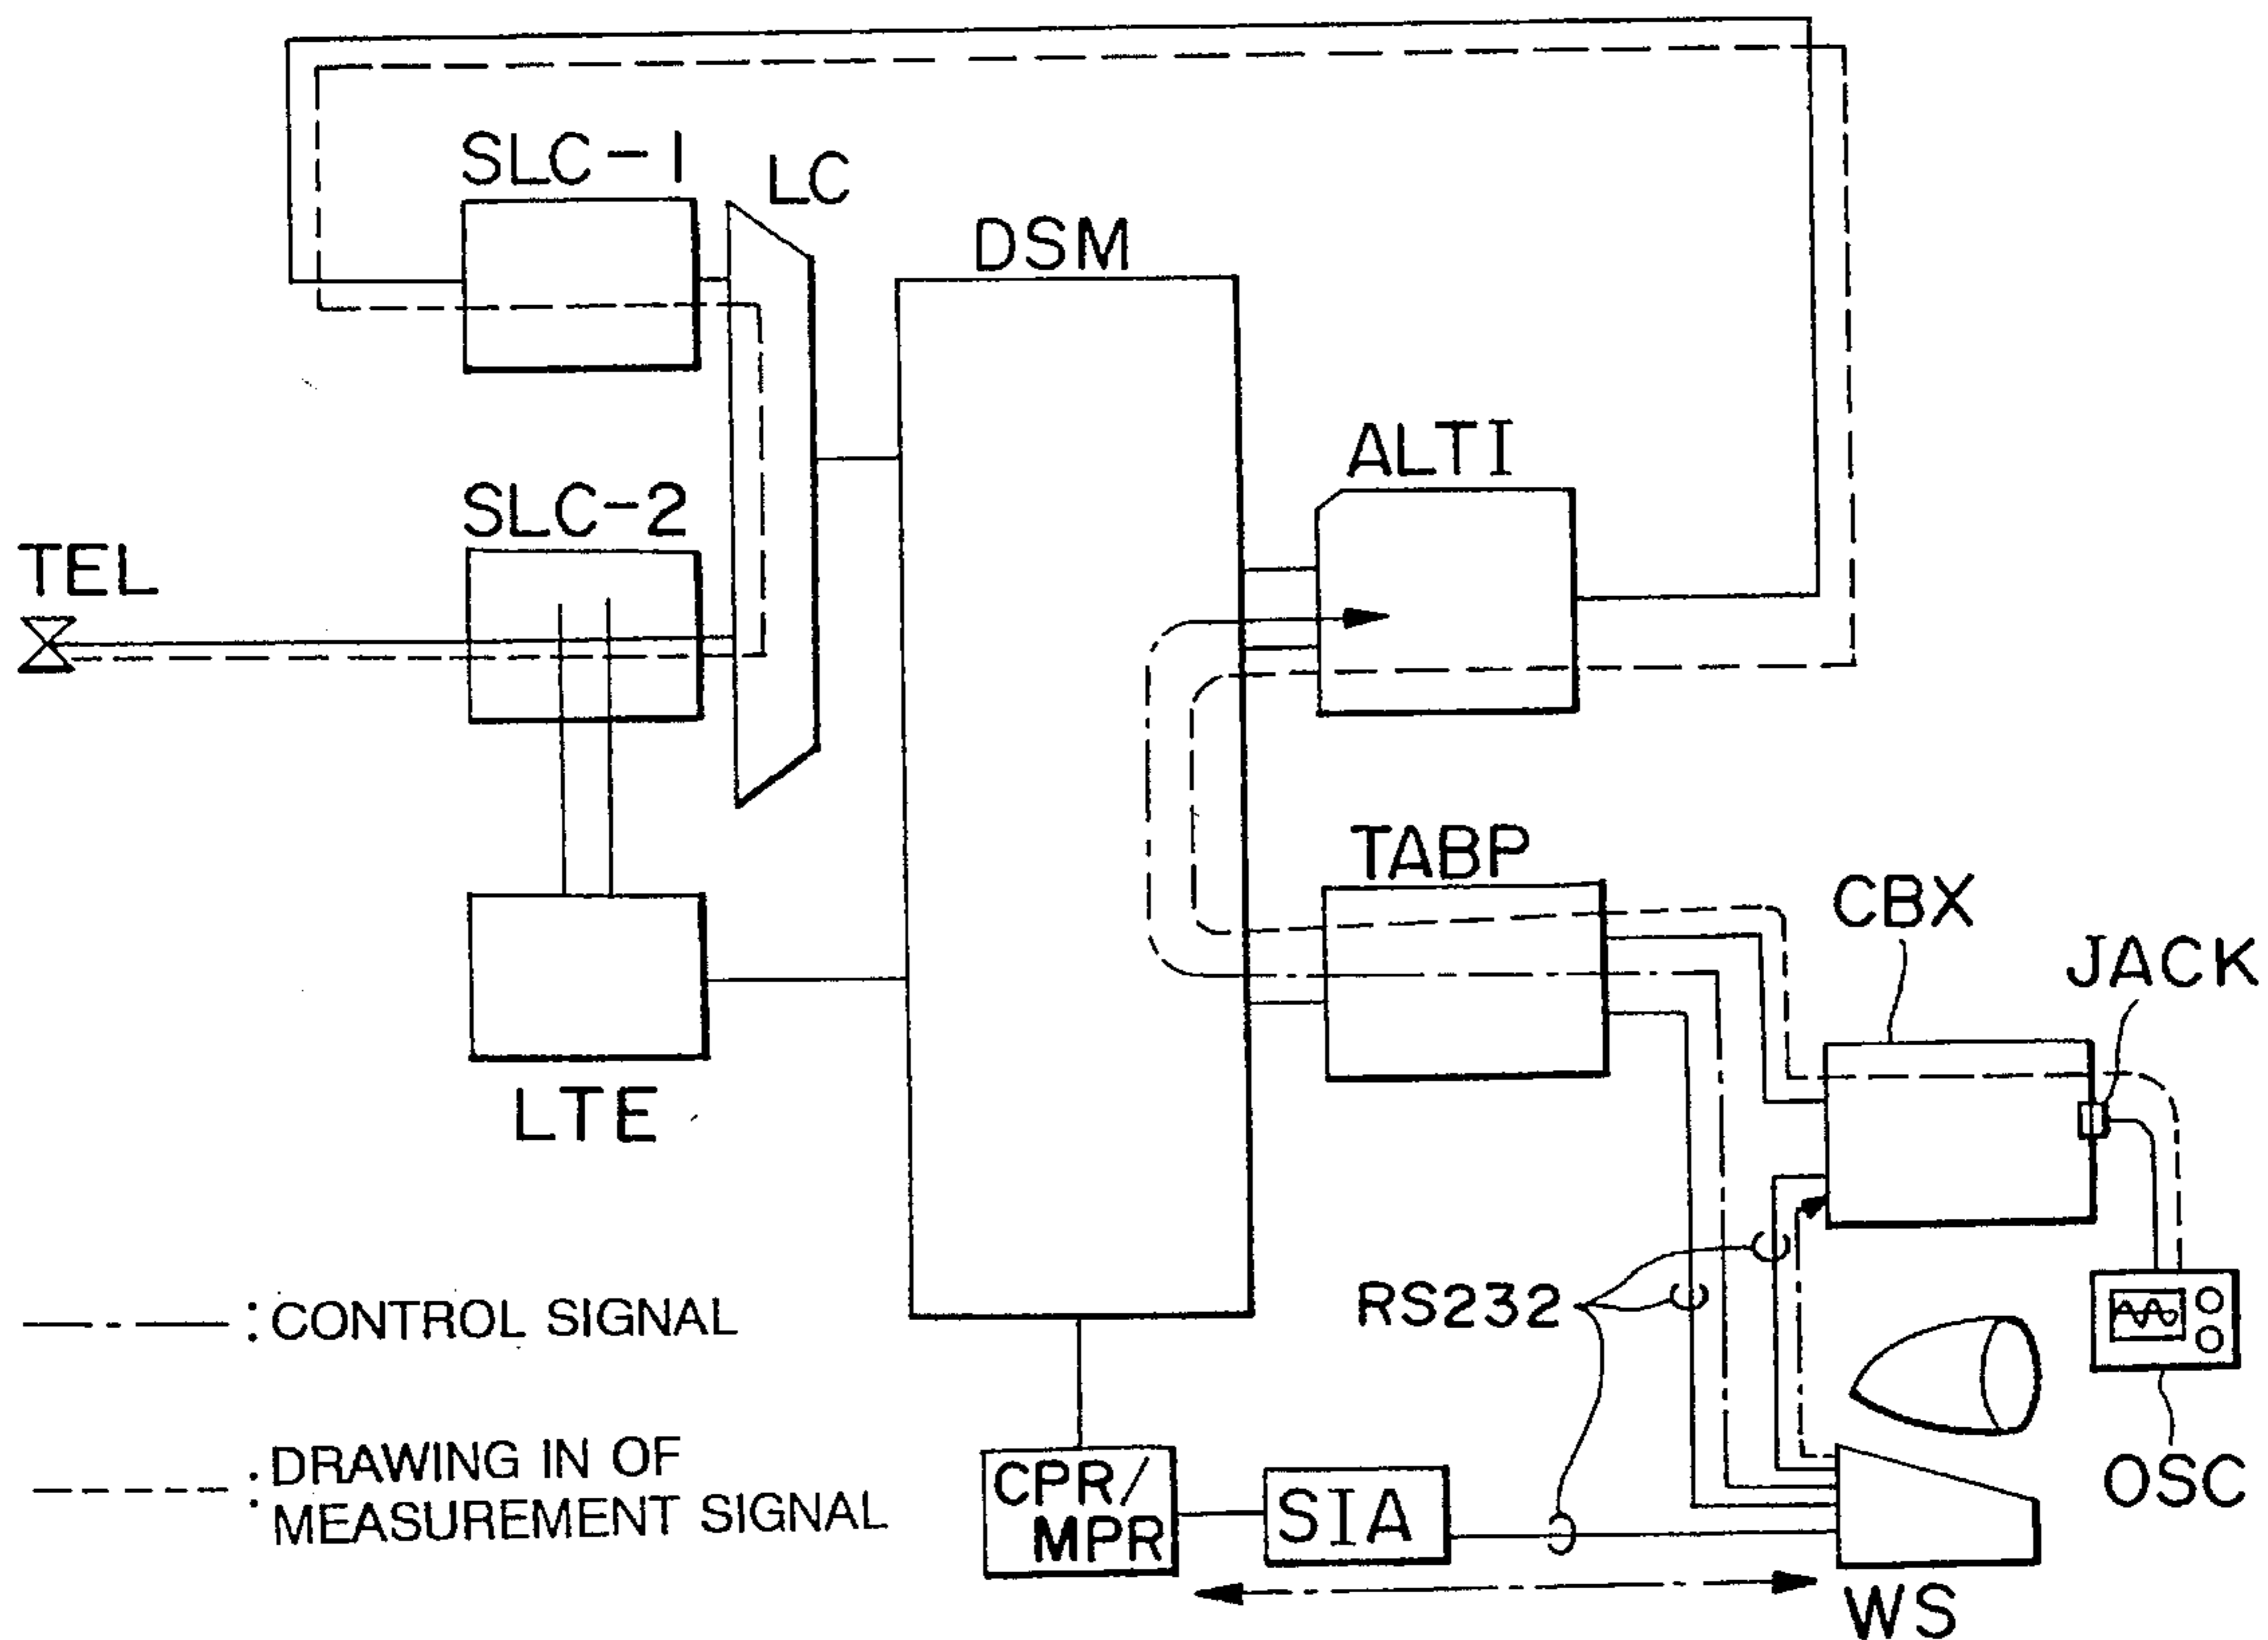 SLC-1
LC
DSM
ALTI
SLC-2
TEL
TABP
CBX
JACK
LTE
RS232
—-—: CONTROL SIGNAL
----: DRAWING IN OF
MEASUREMENT SIGNAL
CPR/
MPR
SIA
OSC
WS